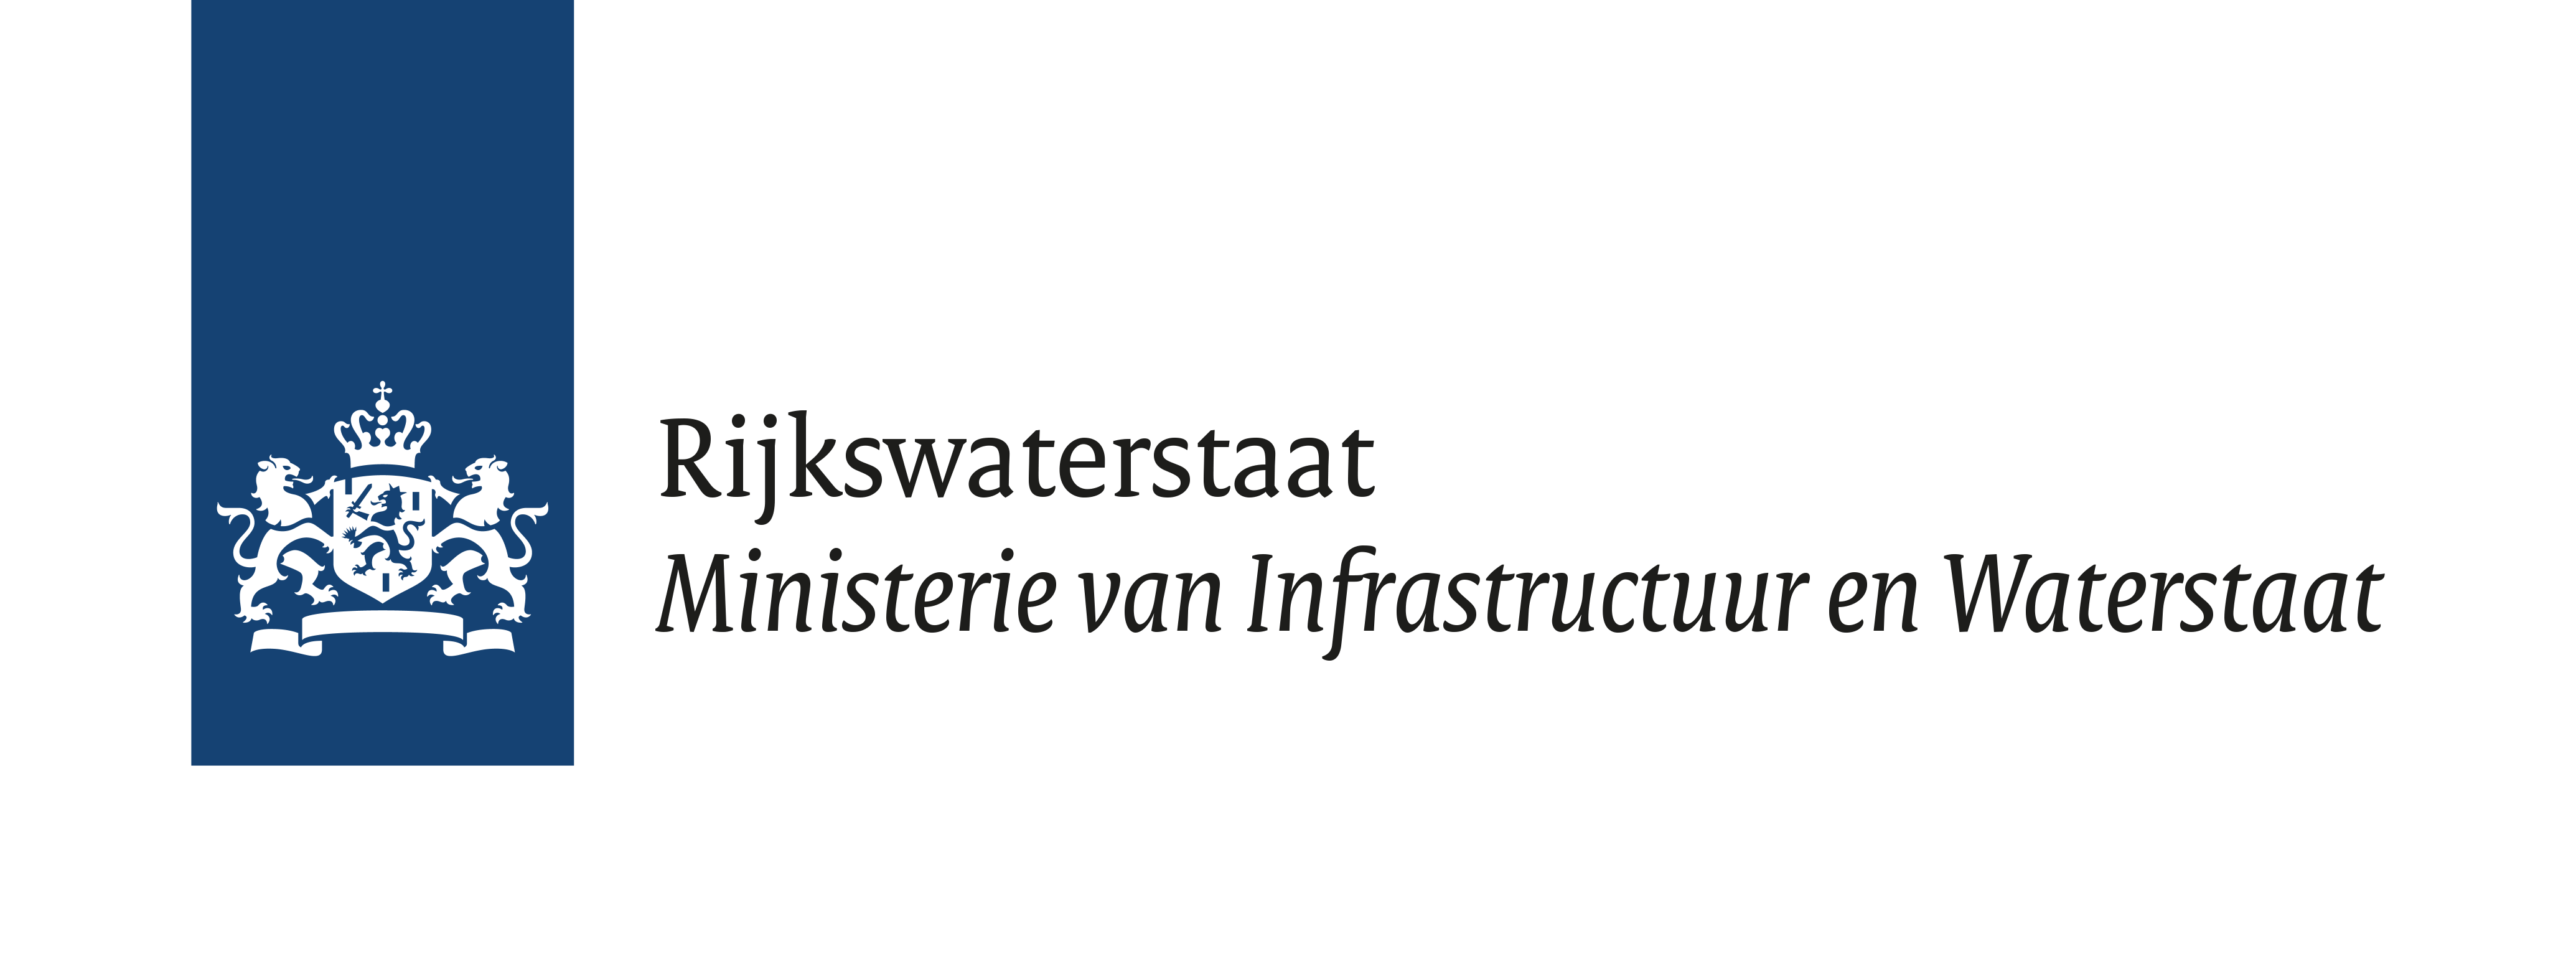 Rijkswaterstaat
Ministerie van Infrastructuur en Waterstaat